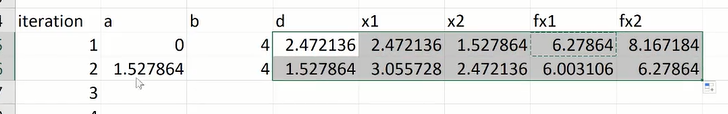 iteration a b d x1 x2 fx1 fx2
1 0 4 2.472136 2.472136 1.527864 6.27864 8.167184
2 1.527864 4 1.527864 3.055728 2.472136 6.003106 6.27864
3